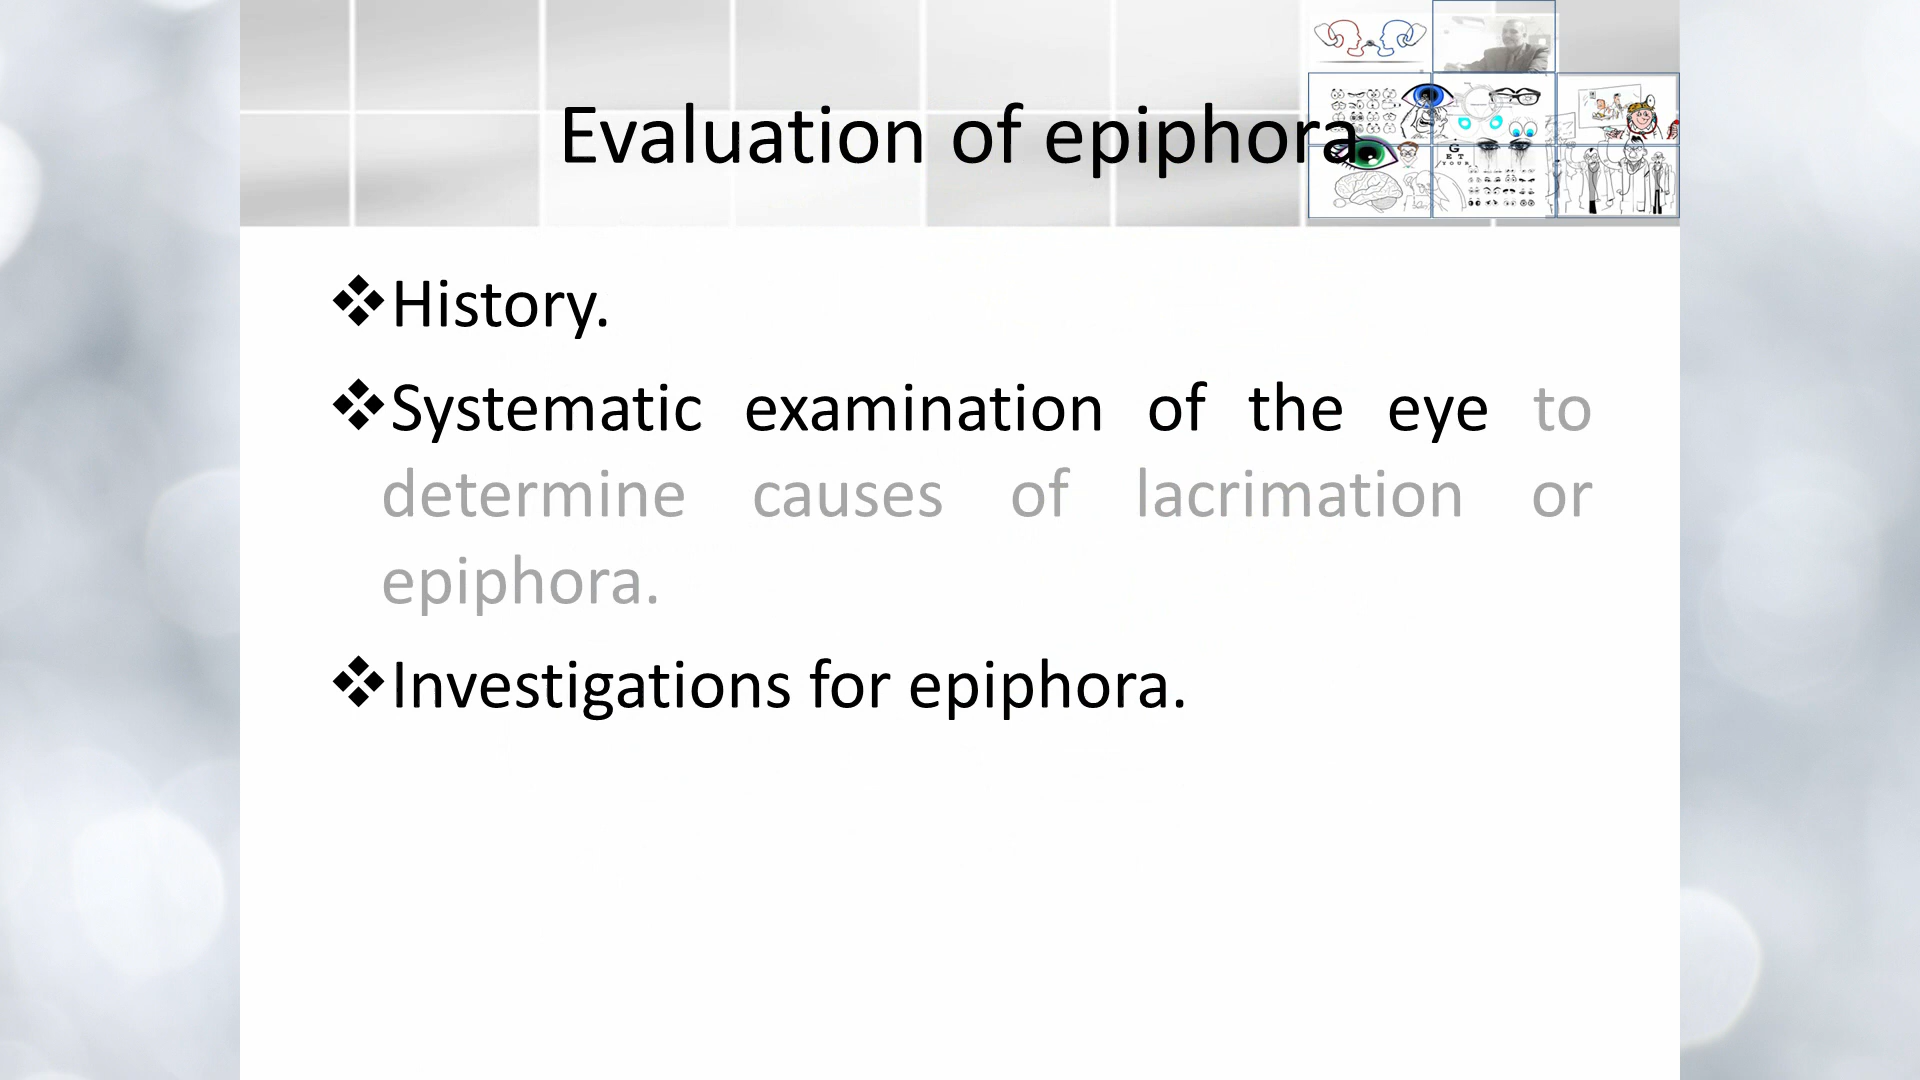 Evaluation of epiphora
❖History.
❖Systematic examination of the eye to
determine causes of lacrimation or
epiphora.
❖Investigations for epiphora.
G
E T
Y O U R